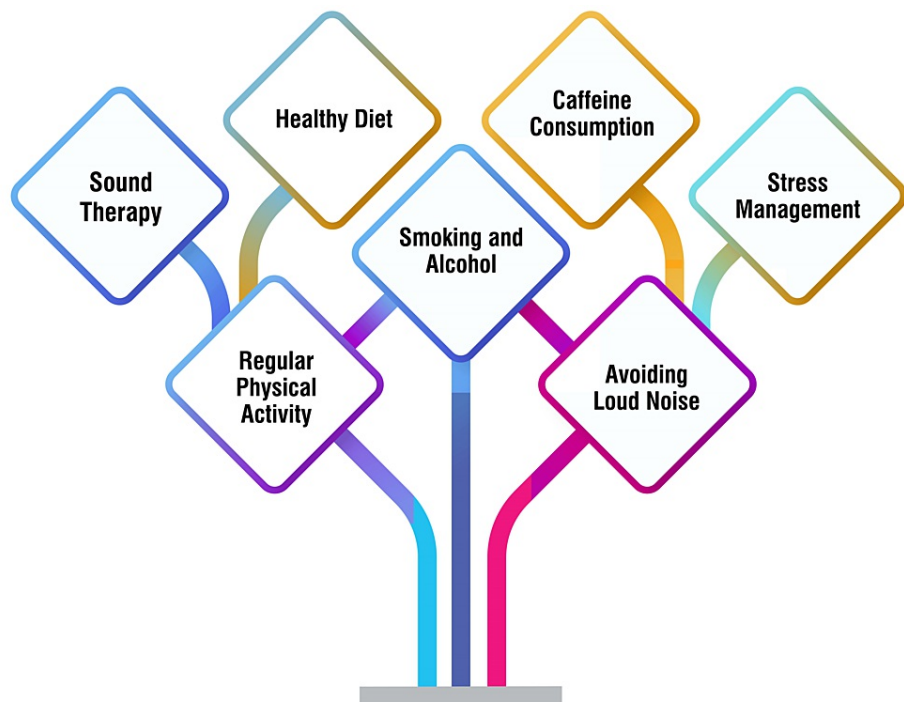 Healthy Diet
Caffeine
Consumption
Sound
Therapy
Stress
Management
Smoking and
Alcohol
Regular
Physical
Activity
Avoiding
Loud Noise